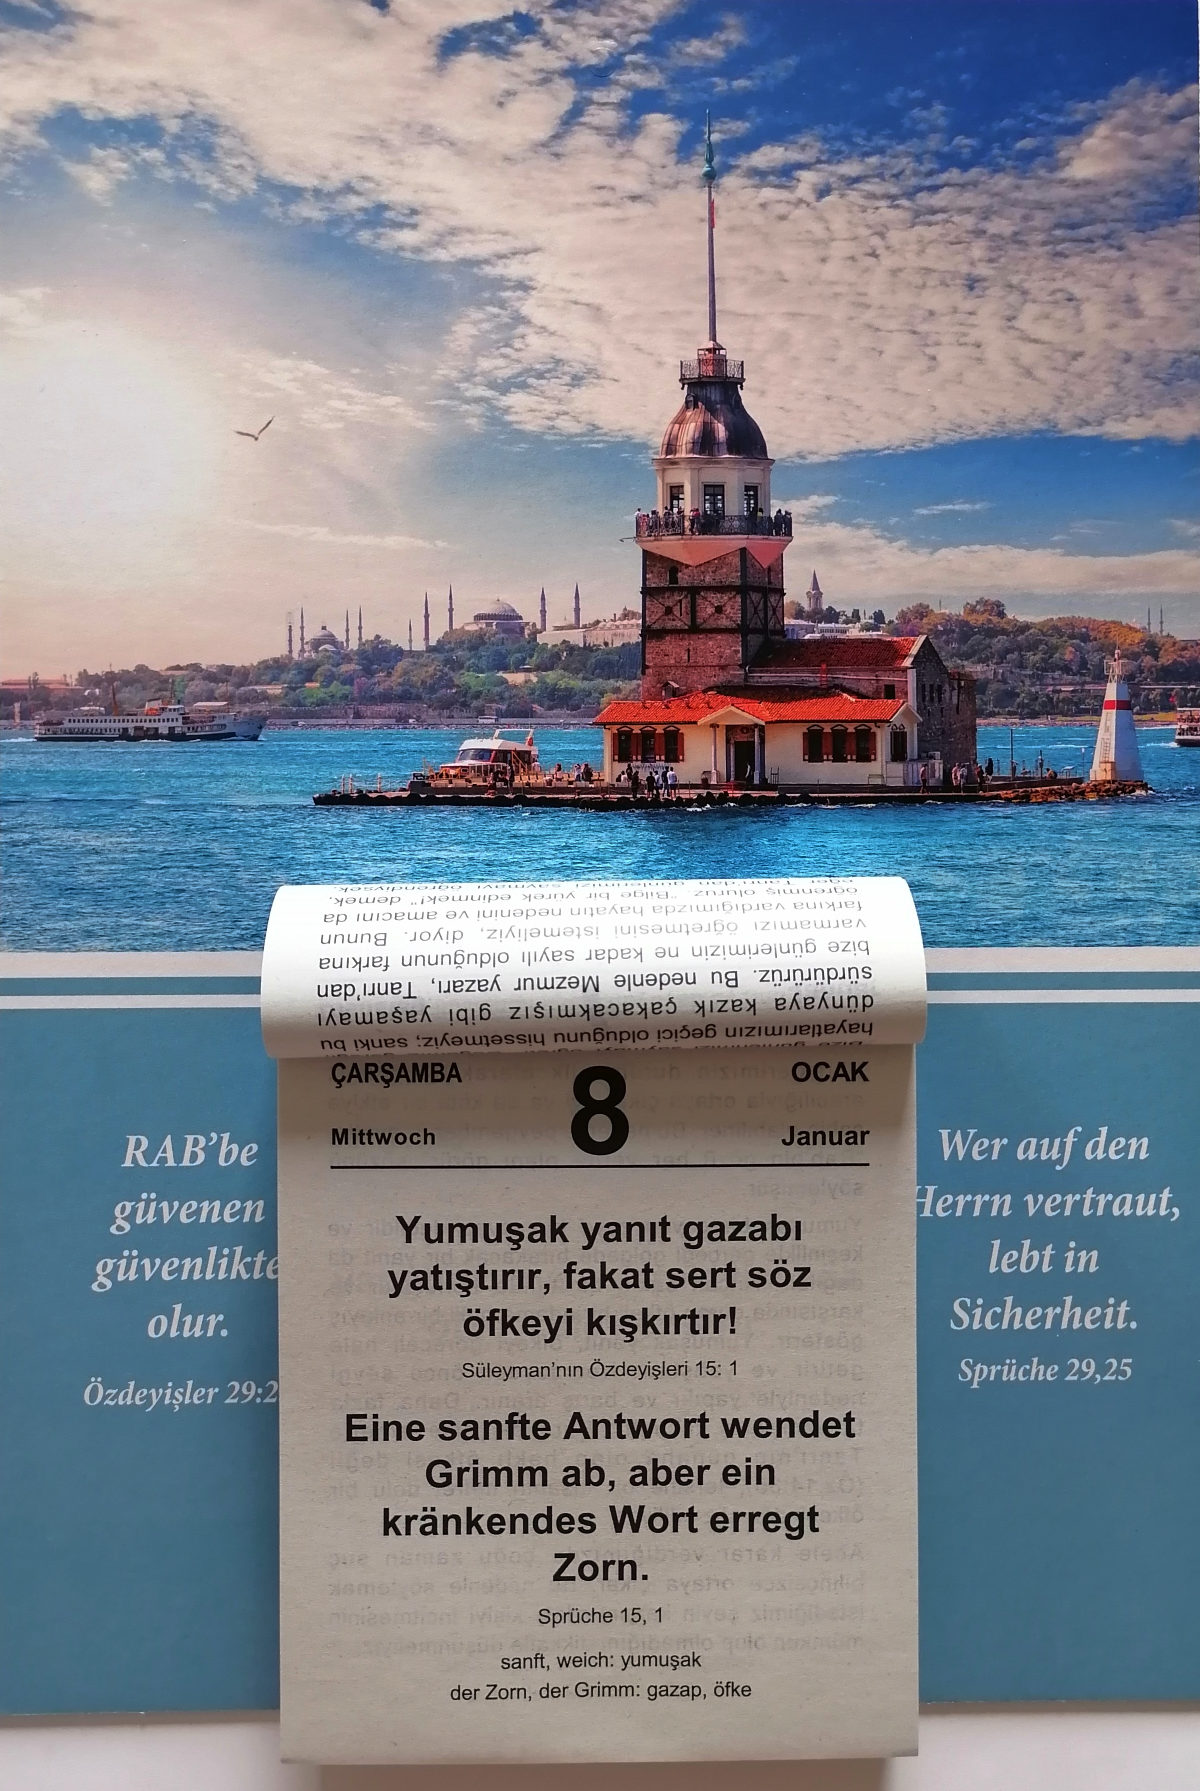 öğrenmiş oluruz. "Bilge bir yürek edinmek!" demek,
farkına vardığımızda hayatın nedenini ve amacını da
varmamızı öğretmesini istemeliyiz, diyor. Bunun
bize günlerimizin ne kadar sayılı olduğunun farkına
sürdürürüz. Bu nedenle Mezmur yazarı, Tanrı'dan,
dünyaya kazık çakacakmışız gibi yaşamayı
hayatlarımızın geçici olduğunu hissetmeyiz; sanki bu
ÇARŞAMBA 8 OCAK
Mittwoch Januar
Yumuşak yanıt gazabı
yatıştırır, fakat sert söz
öfkeyi kışkırtır!
Süleyman'nın Özdeyişleri 15: 1
Eine sanfte Antwort wendet
Grimm ab, aber ein
kränkendes Wort erregt
Zorn.
Sprüche 15, 1
sanft, weich: yumuşak
der Zorn, der Grimm: gazap, öfke
RAB'be
güvenen
güvenlikte
olur.
Özdeyişler 29:2
Wer auf den
Herrn vertraut,
lebt in
Sicherheit.
Sprüche 29,25